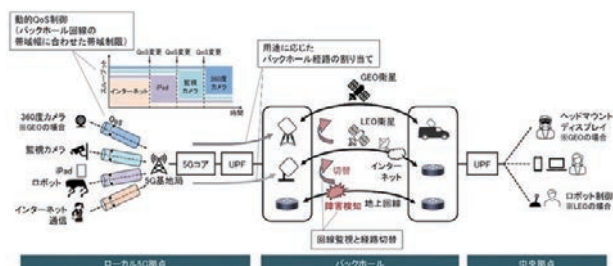 動的QoS制御
(バックホール回線の
帯域幅に合わせた帯域制限)
QoS変更 QoS変更 QoS変更
インターネット
iPad
監視
カメラ
360度
カメラ
時間
用途に応じた
バックホール経路の割り当て
360度カメラ
※GEOの場合
監視カメラ
iPad
ロボット
インターネット
通信
QoS
5G基地局
5Gコア
UPF
GEO衛星
LEO衛星
インター
ネット
切替
障害検知
地上回線
回線監視と経路切替
UPF
ヘッドマウント
ディスプレイ
※GEOの場合
ロボット制御
※LEOの場合
ローカル5G拠点
バックホール
中央拠点